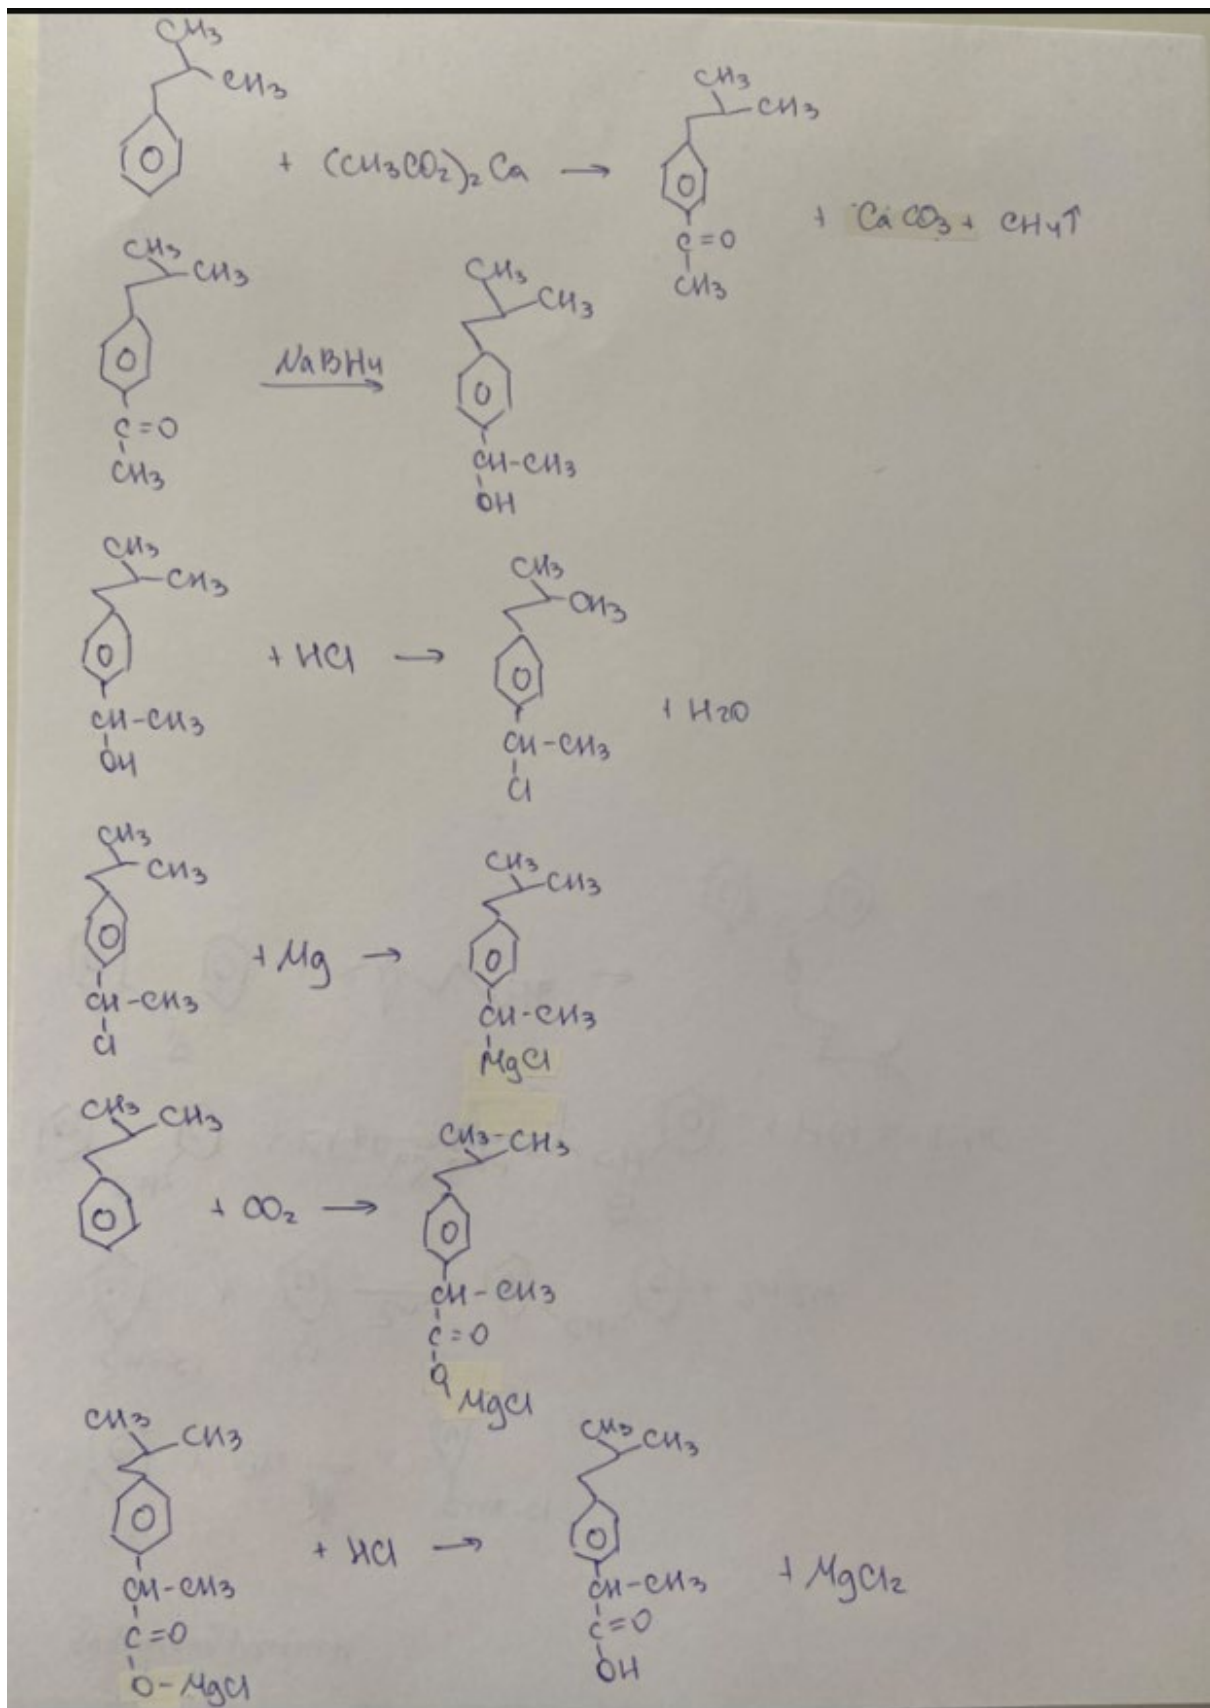 CH3
CH3
+ (CH3CO2)2Ca →
CH3
CH3
C=O
CH3
+ CaCO3 + CH4↑
CH3
CH3
C=O
CH3
NaBH4
CH3
CH3
CH-CH3
OH
CH3
CH3
CH-CH3
OH
+ HCl →
CH3
CH3
CH-CH3
Cl
+ H2O
CH3
CH3
CH-CH3
Cl
+ Mg →
CH3
CH3
CH-CH3
MgCl
CH3
CH3
+ CO2 →
CH3
CH3
CH-CH3
C=O
O
MgCl
CH3
CH3
CH-CH3
C=O
O-MgCl
+ HCl →
CH3
CH3
CH-CH3
C=O
OH
+ MgCl2